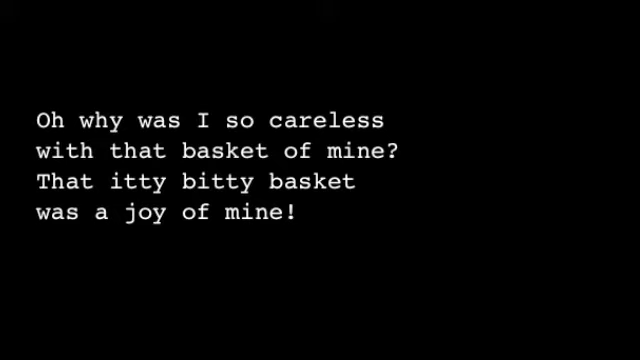 Oh why was I so careless
with that basket of mine?
That itty bitty basket
was a joy of mine!